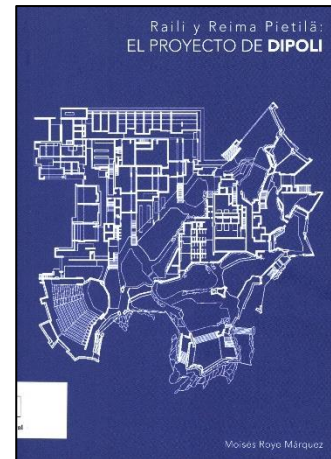 Raili y Reima Pietilä:
EL PROYECTO DE DIPOLI
Moisés Royo Márquez